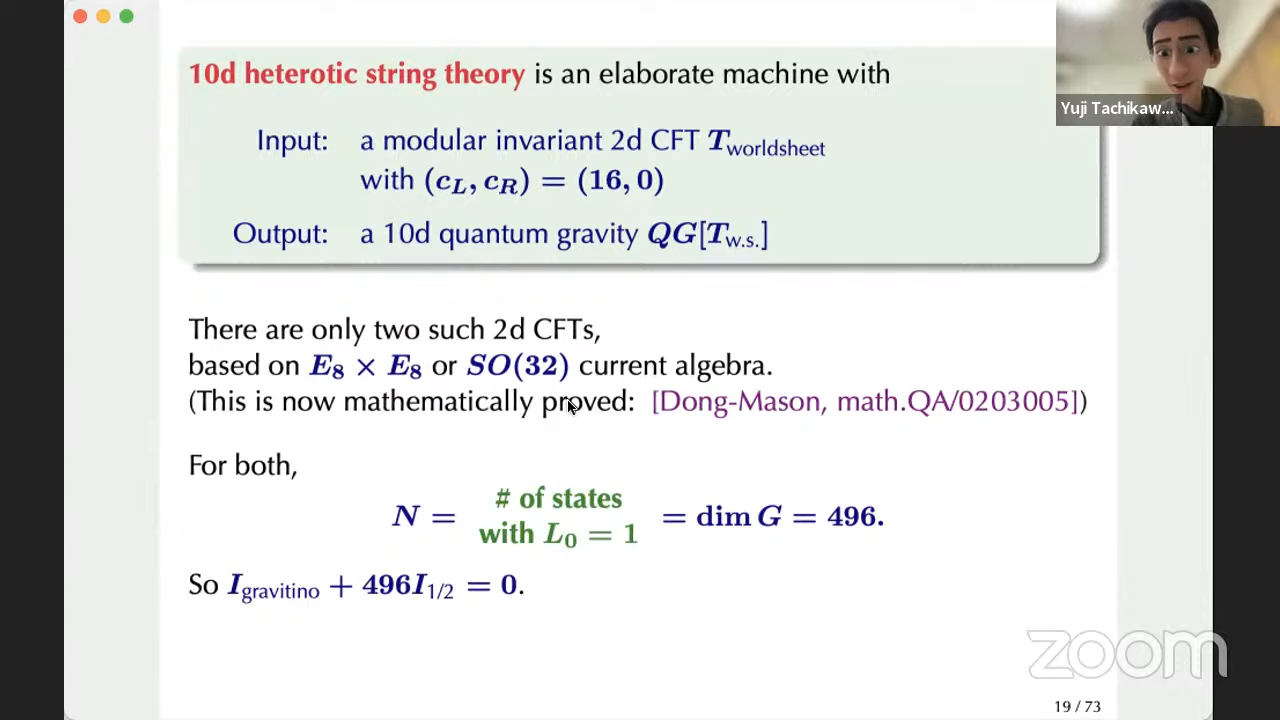 10d heterotic string theory is an elaborate machine with
Input: a modular invariant 2d CFT T_worldsheet
with (c_L, c_R) = (16, 0)
Output: a 10d quantum gravity QG[T_w.s.]
Yuji Tachikaw...
There are only two such 2d CFTs,
based on E_8 × E_8 or SO(32) current algebra.
(This is now mathematically proved: [Dong-Mason, math.QA/0203005])
For both,
N = # of states with L_0 = 1 = dim G = 496.
So I_gravitino + 496I_1/2 = 0.
zoom
19 / 73